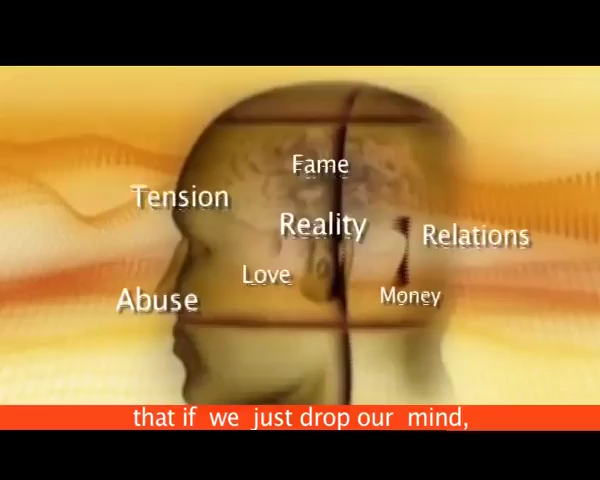 Fame
Tension
Reality
Relations
Love
Money
Abuse
that if we just drop our mind,